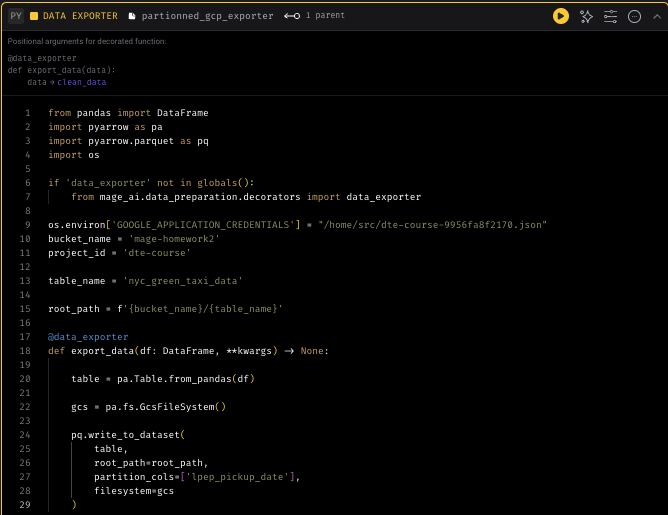 PY DATA EXPORTER partionned_gcp_exporter 1 parent
Positional arguments for decorated function:
@data_exporter
def export_data(data):
data → clean_data
1 from pandas import DataFrame
2 import pyarrow as pa
3 import pyarrow.parquet as pq
4 import os
5
6 if 'data_exporter' not in globals():
7 from mage_ai.data_preparation.decorators import data_exporter
8
9 os.environ['GOOGLE_APPLICATION_CREDENTIALS'] = "/home/src/dte-course-9956fa8f2170.json"
10 bucket_name = 'mage-homework2'
11 project_id = 'dte-course'
12
13 table_name = 'nyc_green_taxi_data'
14
15 root_path = f'{bucket_name}/{table_name}'
16
17 @data_exporter
18 def export_data(df: DataFrame, **kwargs) -> None:
19
20 table = pa.Table.from_pandas(df)
21
22 gcs = pa.fs.GcsFileSystem()
23
24 pq.write_to_dataset(
25 table,
26 root_path=root_path,
27 partition_cols=['lpep_pickup_date'],
28 filesystem=gcs
29 )